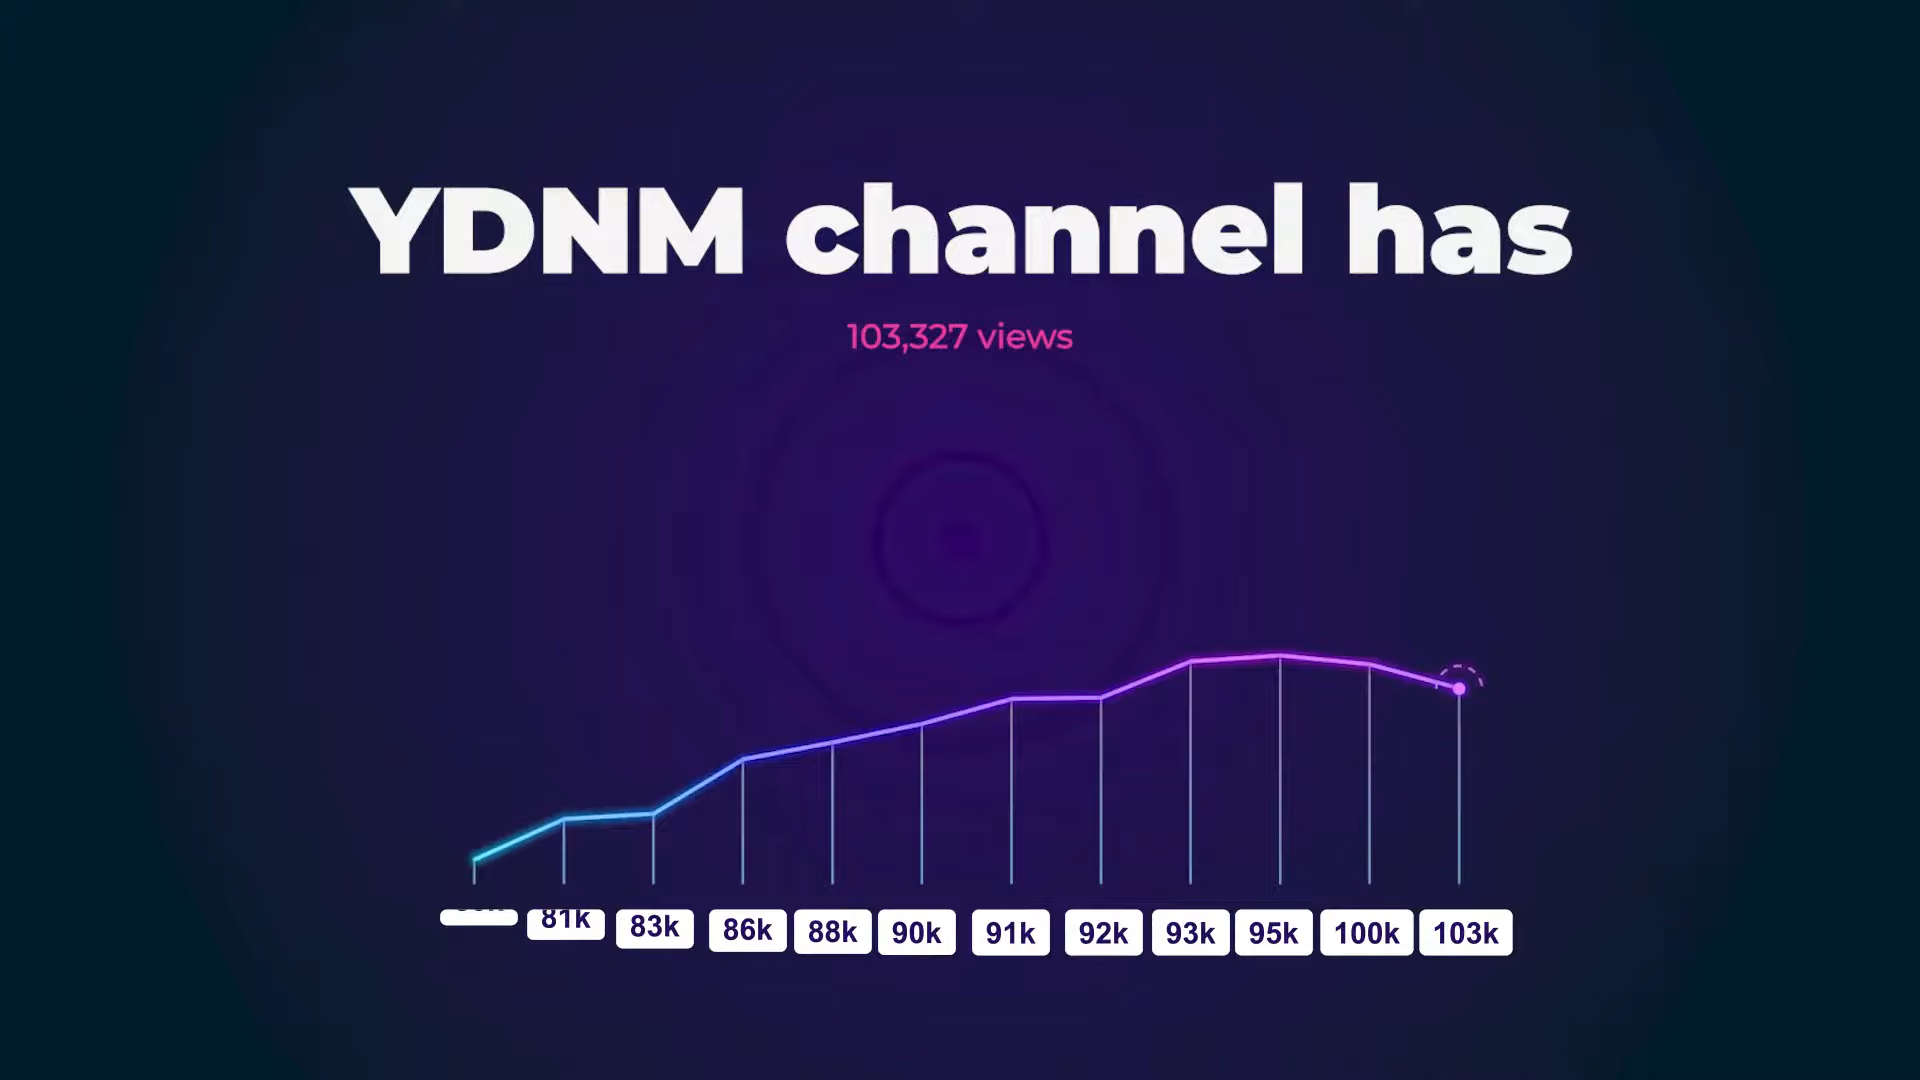 YDNM channel has
103,327 views
81k 83k 86k 88k 90k 91k 92k 93k 95k 100k 103k